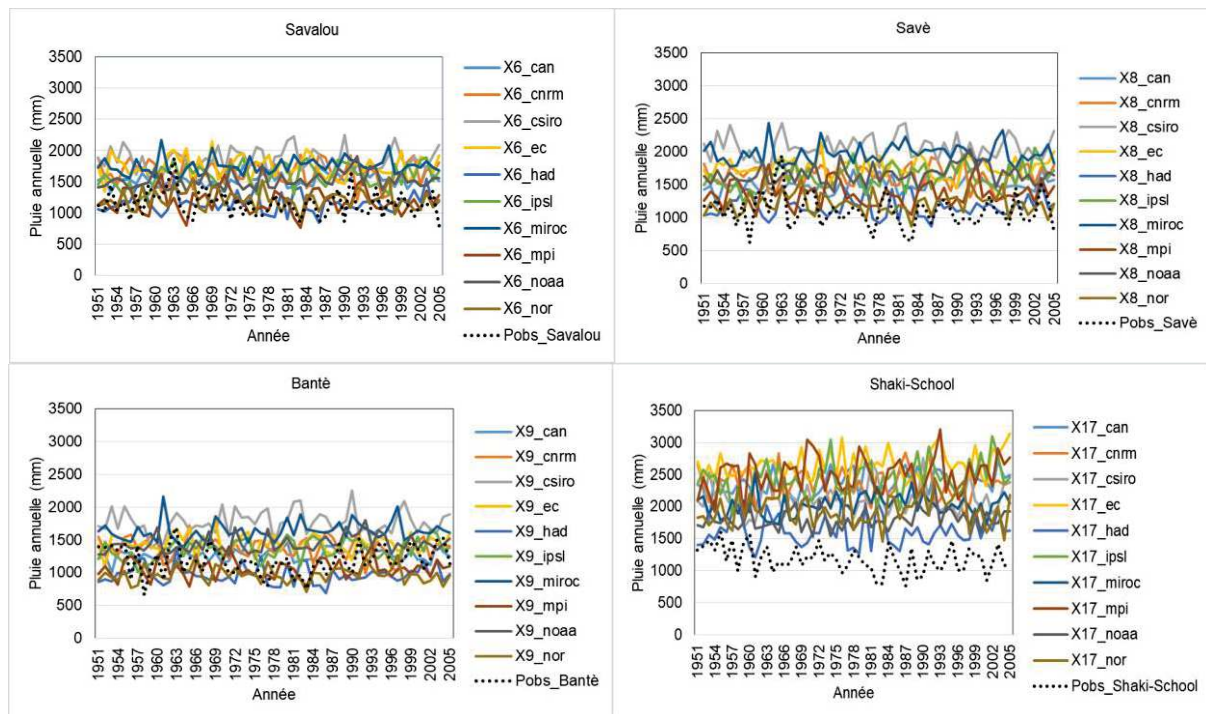 Savalou
Pluie annuelle (mm)
3500
3000
2500
2000
1500
1000
500
0
1951
1954
1957
1960
1963
1966
1969
1972
1975
1978
1981
1984
1987
1990
1993
1996
1999
2002
2005
Année
X6_can
X6_cnrm
X6_csiro
X6_ec
X6_had
X6_ipsl
X6_miroc
X6_mpi
X6_noaa
X6_nor
Pobs_Savalou
Savè
Pluie annuelle (mm)
3500
3000
2500
2000
1500
1000
500
0
1951
1954
1957
1960
1963
1966
1969
1972
1975
1978
1981
1984
1987
1990
1993
1996
1999
2002
2005
Année
X8_can
X8_cnrm
X8_csiro
X8_ec
X8_had
X8_ipsl
X8_miroc
X8_mpi
X8_noaa
X8_nor
Pobs_Savè
Bantè
Pluie annuelle (mm)
3500
3000
2500
2000
1500
1000
500
0
1951
1954
1957
1960
1963
1966
1969
1972
1975
1978
1981
1984
1987
1990
1993
1996
1999
2002
2005
Année
X9_can
X9_cnrm
X9_csiro
X9_ec
X9_had
X9_ipsl
X9_miroc
X9_mpi
X9_noaa
X9_nor
Pobs_Bantè
Shaki-School
Pluie annuelle (mm)
3500
3000
2500
2000
1500
1000
500
0
1951
1954
1957
1960
1963
1966
1969
1972
1975
1978
1981
1984
1987
1990
1993
1996
1999
2002
2005
Année
X17_can
X17_cnrm
X17_csiro
X17_ec
X17_had
X17_ipsl
X17_miroc
X17_mpi
X17_noaa
X17_nor
Pobs_Shaki-School